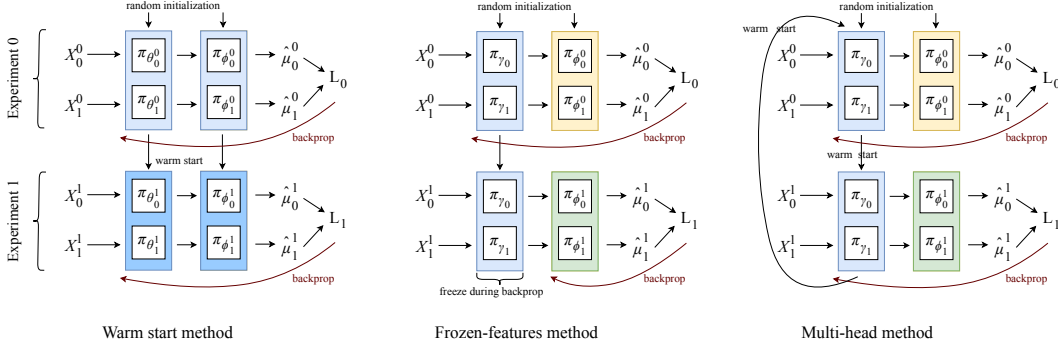 random initialization
random initialization
random initialization
Experiment 0
X_0^0 π_{θ_0^0} π_{ϕ_0^0} μ̂_0^0
X_1^0 π_{θ_1^0} π_{ϕ_1^0} μ̂_1^0
L_0
backprop
warm start
Experiment 1
X_0^1 π_{θ_0^1} π_{ϕ_0^1} μ̂_0^1
X_1^1 π_{θ_1^1} π_{ϕ_1^1} μ̂_1^1
L_1
backprop
Warm start method
X_0^0 π_{γ_0} π_{ϕ_0^0} μ̂_0^0
X_1^0 π_{γ_1} π_{ϕ_1^0} μ̂_1^0
L_0
backprop
X_0^1 π_{γ_0} π_{ϕ_0^1} μ̂_0^1
X_1^1 π_{γ_1} π_{ϕ_1^1} μ̂_1^1
L_1
backprop
freeze during backprop
Frozen-features method
warm start
X_0^0 π_{γ_0} π_{ϕ_0^0} μ̂_0^0
X_1^0 π_{γ_1} π_{ϕ_1^0} μ̂_1^0
L_0
backprop
warm start
X_0^1 π_{γ_0} π_{ϕ_0^1} μ̂_0^1
X_1^1 π_{γ_1} π_{ϕ_1^1} μ̂_1^1
L_1
backprop
Multi-head method